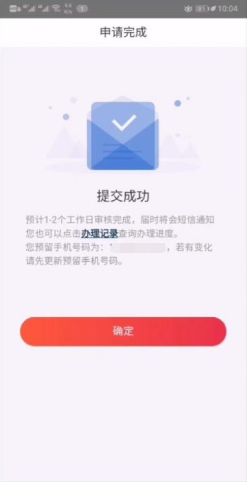 10:04
申请完成
提交成功
预计1-2个工作日审核完成，届时将会短信通知
您也可以点击办理记录查询办理进度。
您预留手机号码为：，若有变化
请先更新预留手机号码。
确定